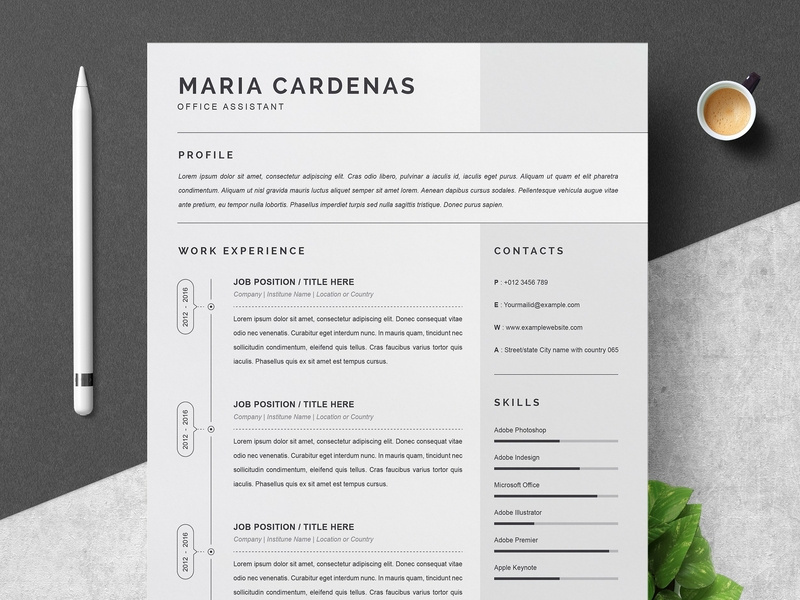 MARIA CARDENAS
OFFICE ASSISTANT
PROFILE
Lorem ipsum dolor sit amet, consectetur adipiscing elit. Cras odio libero, pulvinar a iaculis id, iaculis eget purus. Aliquam ut quam et elit pharetra
condimentum. Aliquam ut nisl gravida mauris luctus aliquet semper sit amet lorem. Aenean dapibus cursus sodales. Pellentesque vehicula augue vitae
ante pretium, eu tempor nulla lobortis. Phasellus imperdiet turpis sed nulla sagittis tristique. Donec purus sapien.
WORK EXPERIENCE
2012 - 2016
JOB POSITION / TITLE HERE
Company | Institune Name | Location or Country
Lorem ipsum dolor sit amet, consectetur adipiscing elit. Donec consequat velit am
odio nec venenatis. Curabitur eget interdum nunc. In mauris quam, tincidunt nec
sollicitudin condimentum, eleifend quis tellus. Cras faucibus varius tortor quis
iaculis. Phasellus quis ex sit amet est tempus cursus.
2012 - 2016
JOB POSITION / TITLE HERE
Company | Institune Name | Location or Country
Lorem ipsum dolor sit amet, consectetur adipiscing elit. Donec consequat velit am
odio nec venenatis. Curabitur eget interdum nunc. In mauris quam, tincidunt nec
sollicitudin condimentum, eleifend quis tellus. Cras faucibus varius tortor quis
iaculis. Phasellus quis ex sit amet est tempus cursus.
2012 - 2016
JOB POSITION / TITLE HERE
Company | Institune Name | Location or Country
Lorem ipsum dolor sit amet, consectetur adipiscing elit. Donec consequat velit am
odio nec venenatis. Curabitur eget interdum nunc. In mauris quam, tincidunt nec
sollicitudin condimentum, eleifend quis tellus. Cras faucibus varius tortor quis
CONTACTS
P : +012 3456 789
E : Yourmailid@example.com
W : www.examplewebsite.com
A : Street/state City name with country 065
SKILLS
Adobe Photoshop
Adobe Indesign
Microsoft Office
Adobe Illustrator
Adobe Premier
Apple Keynote